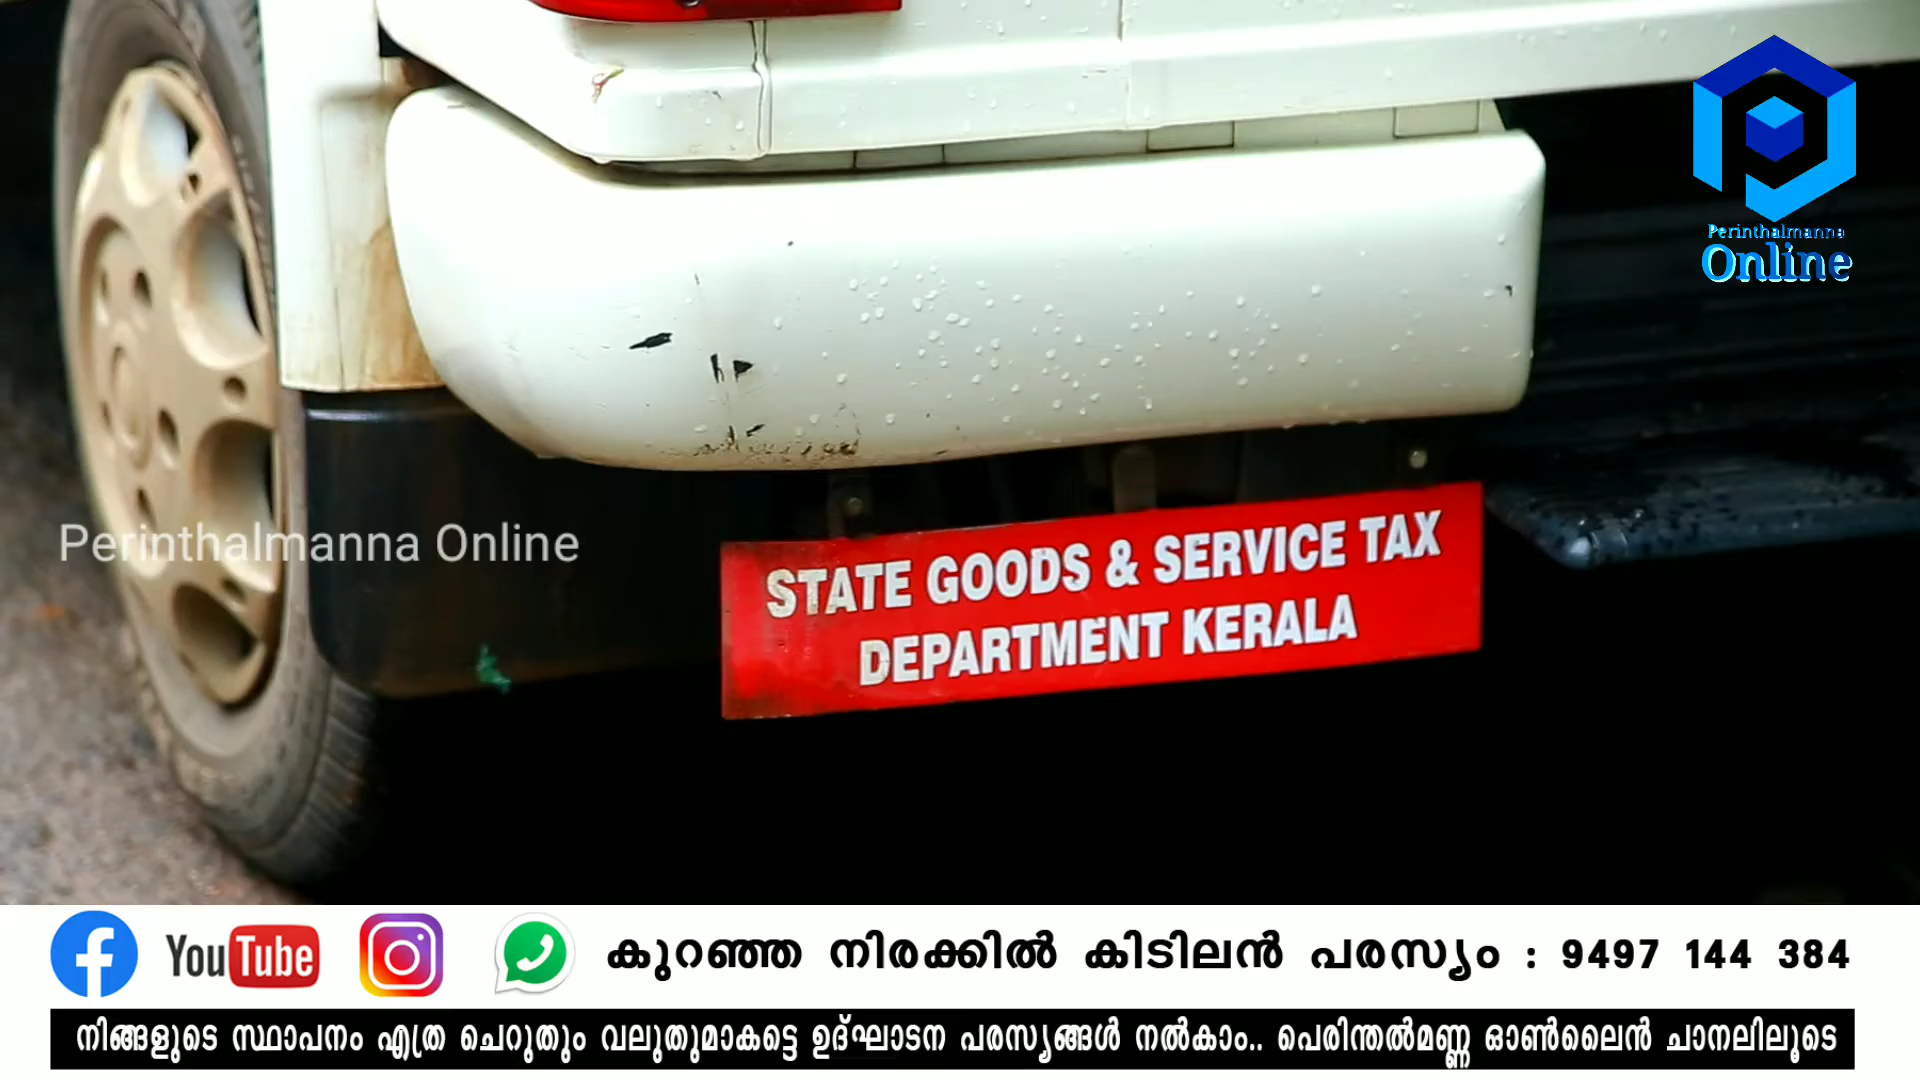 Perinthalmanna
Online
Perinthalmanna Online
STATE GOODS & SERVICE TAX
DEPARTMENT KERALA
YouTube
കുറഞ്ഞ നിരക്കിൽ കിടിലൻ പരസ്യം : 9497 144 384
നിങ്ങളുടെ സ്ഥാപനം എത്ര ചെറുതും വലുതുമാകട്ടെ ഉദ്ഘാടന പരസ്യങ്ങൾ നൽകാം.. പെരിന്തൽമണ്ണ ഓൺലൈൻ ചാനലിലൂടെ